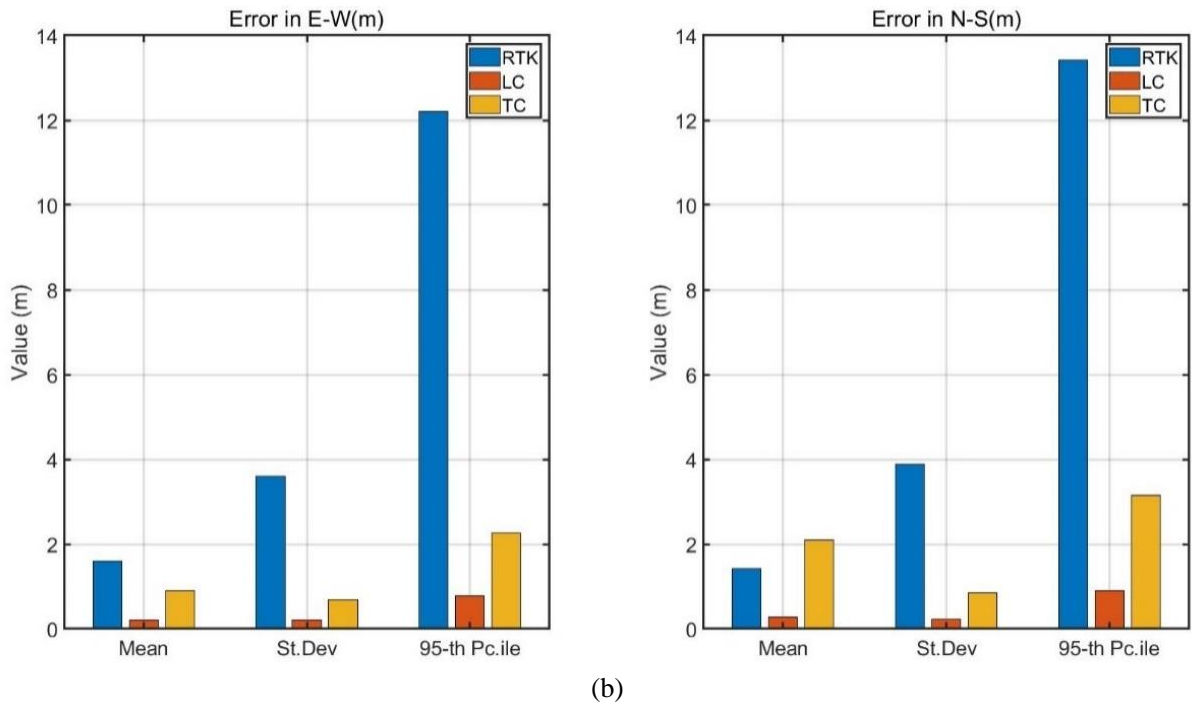 Error in E-W(m)
14
12
10
8
6
4
2
0
Value (m)
RTK
LC
TC
Mean St.Dev 95-th Pc.ile
Error in N-S(m)
14
12
10
8
6
4
2
0
Value (m)
RTK
LC
TC
Mean St.Dev 95-th Pc.ile
(b)